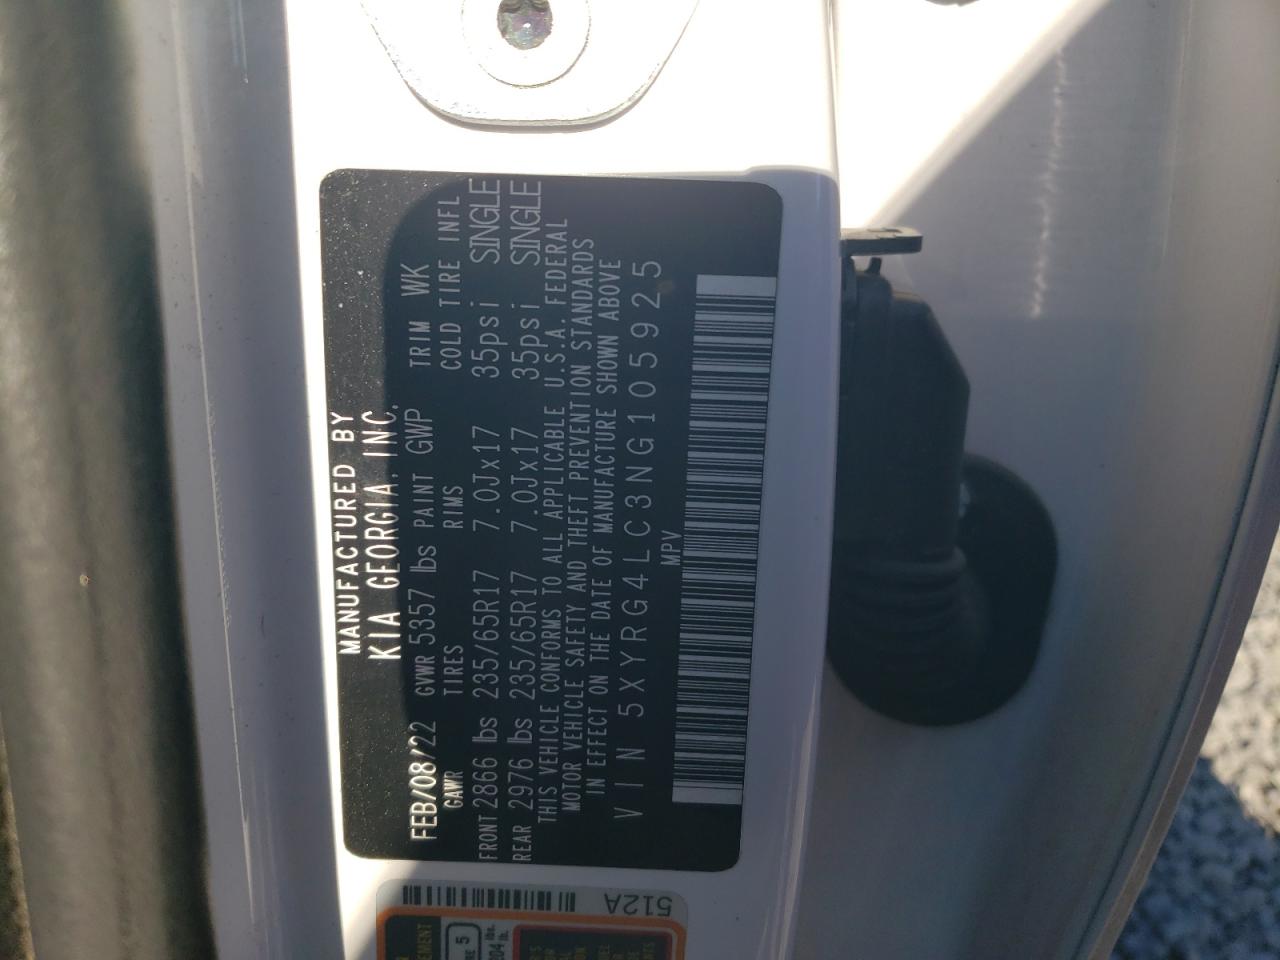 MANUFACTURED BY
KIA GEORGIA, INC.
FEB/08/22 GVWR 5357 lbs PAINT GWP TRIM WK
GAWR TIRES RIMS COLD TIRE INFL
FRONT 2866 lbs 235/65R17 7.0Jx17 35psi SINGLE
REAR 2976 lbs 235/65R17 7.0Jx17 35psi SINGLE
THIS VEHICLE CONFORMS TO ALL APPLICABLE U.S.A. FEDERAL
MOTOR VEHICLE SAFETY AND THEFT PREVENTION STANDARDS
IN EFFECT ON THE DATE OF MANUFACTURE SHOWN ABOVE
VIN 5XYRG4LC3NG105925
MPV
512A
5
204 lb.